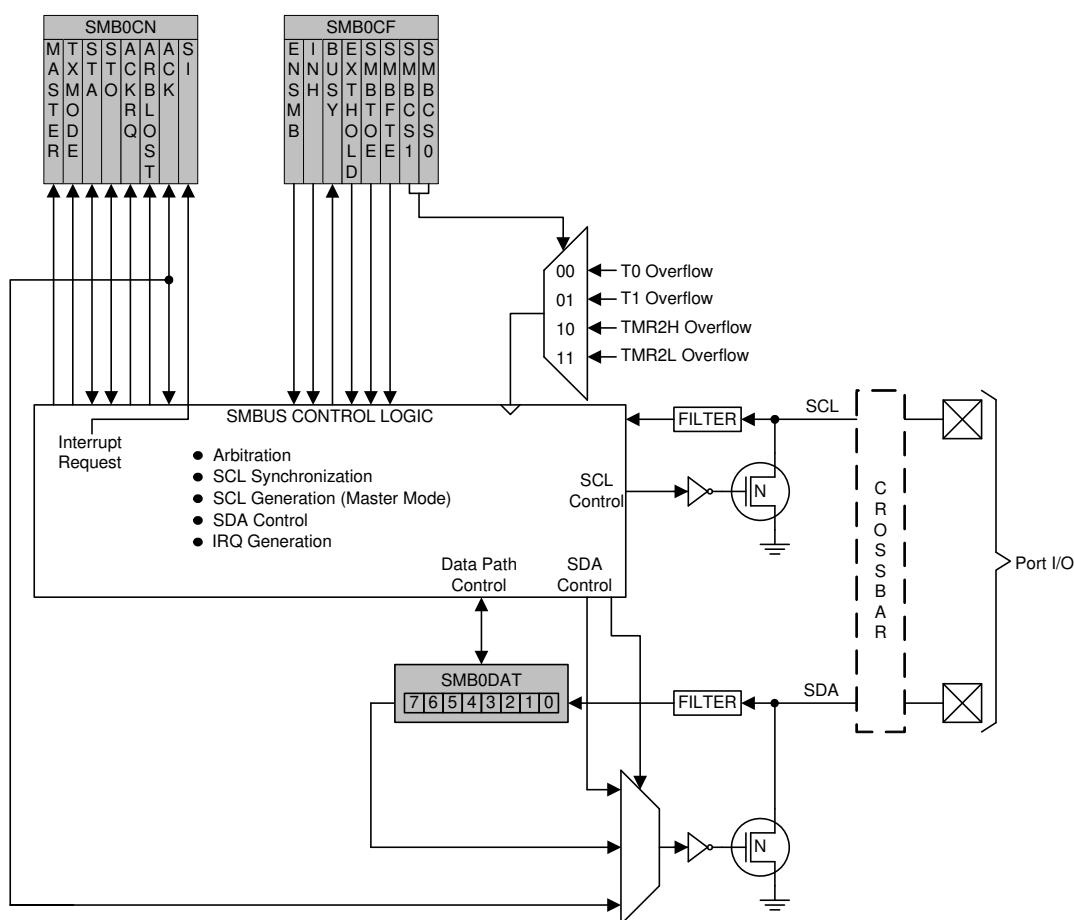 SMB0CN
MASTER
TXMODE
STA
STO
ACKRQ
ARBLOST
ACK
SI
SMB0CF
ENSMB
INH
BUSY
EXTHOLD
SMBTOE
SMBFTE
SMBCS1
SMBCS0
00
T0 Overflow
01
T1 Overflow
10
TMR2H Overflow
11
TMR2L Overflow
SMBUS CONTROL LOGIC
Interrupt
Request
● Arbitration
● SCL Synchronization
● SCL Generation (Master Mode)
● SDA Control
● IRQ Generation
SCL
Control
Data Path
Control
SDA
Control
FILTER
SCL
N
CROSSBAR
Port I/O
SMB0DAT
7 6 5 4 3 2 1 0
FILTER
SDA
N